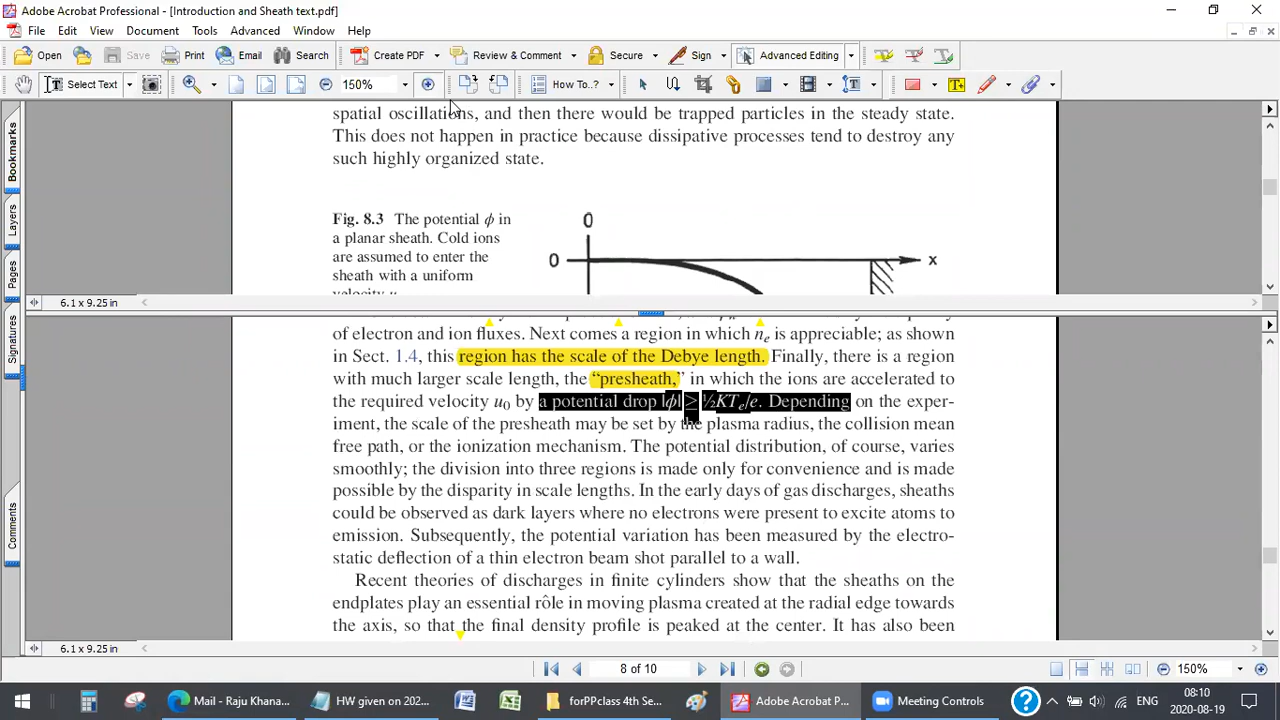 Adobe Acrobat Professional - [Introduction and Sheath text.pdf]
File Edit View Document Tools Advanced Window Help
Open Save Print Email Search Create PDF Review & Comment Secure Sign Advanced Editing
Select Text 150% How To..?
Bookmarks
Layers
Pages
Signatures
Comments
spatial oscillations, and then there would be trapped particles in the steady state.
This does not happen in practice because dissipative processes tend to destroy any
such highly organized state.
Fig. 8.3 The potential ϕ in
a planar sheath. Cold ions
are assumed to enter the
sheath with a uniform
velocity u
0
0
x
6.1 x 9.25 in
of electron and ion fluxes. Next comes a region in which nₑ is appreciable; as shown
in Sect. 1.4, this region has the scale of the Debye length. Finally, there is a region
with much larger scale length, the “presheath,” in which the ions are accelerated to
the required velocity u₀ by a potential drop |ϕ| ≥ ½KTₑ/e. Depending on the exper-
iment, the scale of the presheath may be set by the plasma radius, the collision mean
free path, or the ionization mechanism. The potential distribution, of course, varies
smoothly; the division into three regions is made only for convenience and is made
possible by the disparity in scale lengths. In the early days of gas discharges, sheaths
could be observed as dark layers where no electrons were present to excite atoms to
emission. Subsequently, the potential variation has been measured by the electro-
static deflection of a thin electron beam shot parallel to a wall.
Recent theories of discharges in finite cylinders show that the sheaths on the
endplates play an essential rôle in moving plasma created at the radial edge towards
the axis, so that the final density profile is peaked at the center. It has also been
6.1 x 9.25 in
8 of 10
150%
Mail - Raju Khana... HW given on 202... forPPclass 4th Se... Adobe Acrobat P... Meeting Controls
ENG
08:10
2020-08-19